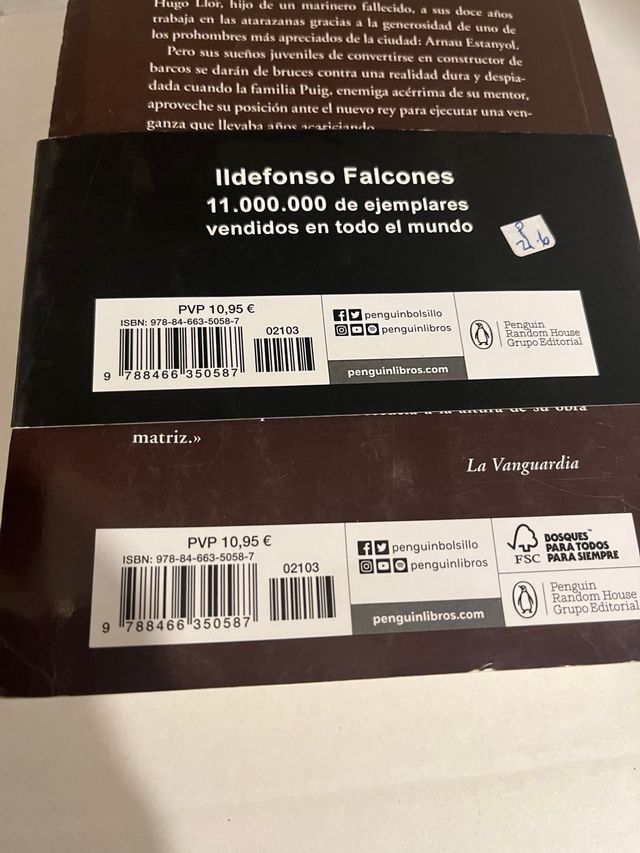 Hugo Llor, hijo de un marinero fallecido, a sus doce años
trabaja en las atarazanas gracias a la generosidad de uno de
los prohombres más apreciados de la ciudad: Arnau Estanyol.
Pero sus sueños juveniles de convertirse en constructor de
barcos se darán de bruces contra una realidad dura y despia-
dada cuando la familia Puig, enemiga acérrima de su mentor,
aproveche su posición ante el nuevo rey para ejecutar una ven-
ganza que llevaba años acariciando.
Ildefonso Falcones
11.000.000 de ejemplares
vendidos en todo el mundo
PVP 10,95 €
ISBN: 978-84-663-5058-7
02103
9 788466 350587
penguinbolsillo
penguinlibros
penguinlibros.com
Penguin
Random House
Grupo Editorial
a la altura de su obra
matriz.»
La Vanguardia
PVP 10,95 €
ISBN: 978-84-663-5058-7
02103
9 788466 350587
penguinbolsillo
penguinlibros
penguinlibros.com
FSC
BOSQUES™
PARA TODOS
PARA SIEMPRE
Penguin
Random House
Grupo Editorial